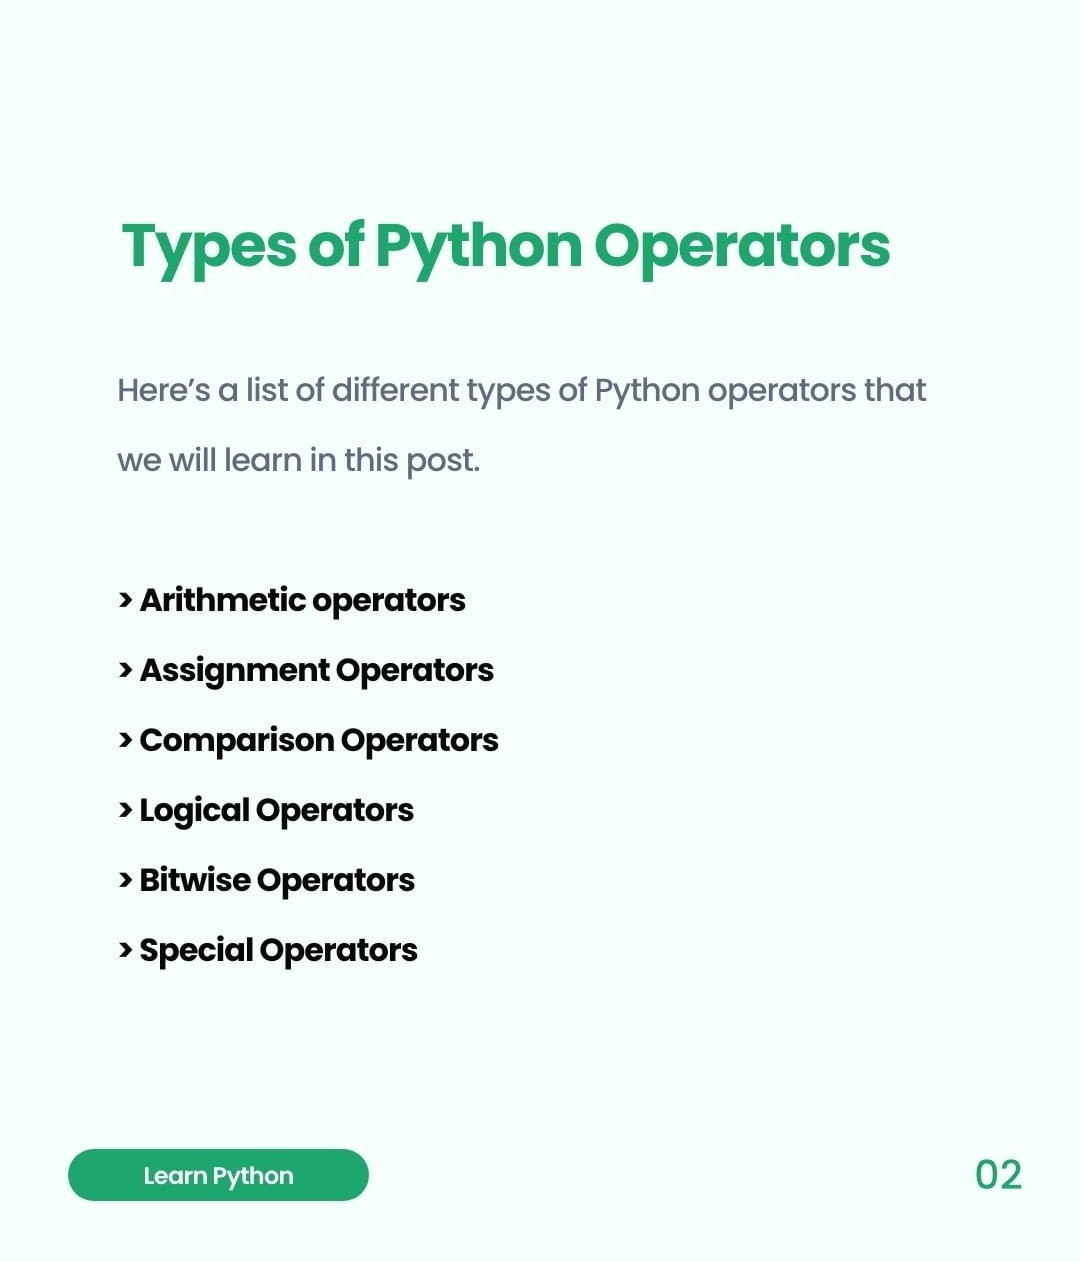 Types of Python Operators
Here’s a list of different types of Python operators that
we will learn in this post.
> Arithmetic operators
> Assignment Operators
> Comparison Operators
> Logical Operators
> Bitwise Operators
> Special Operators
Learn Python
02